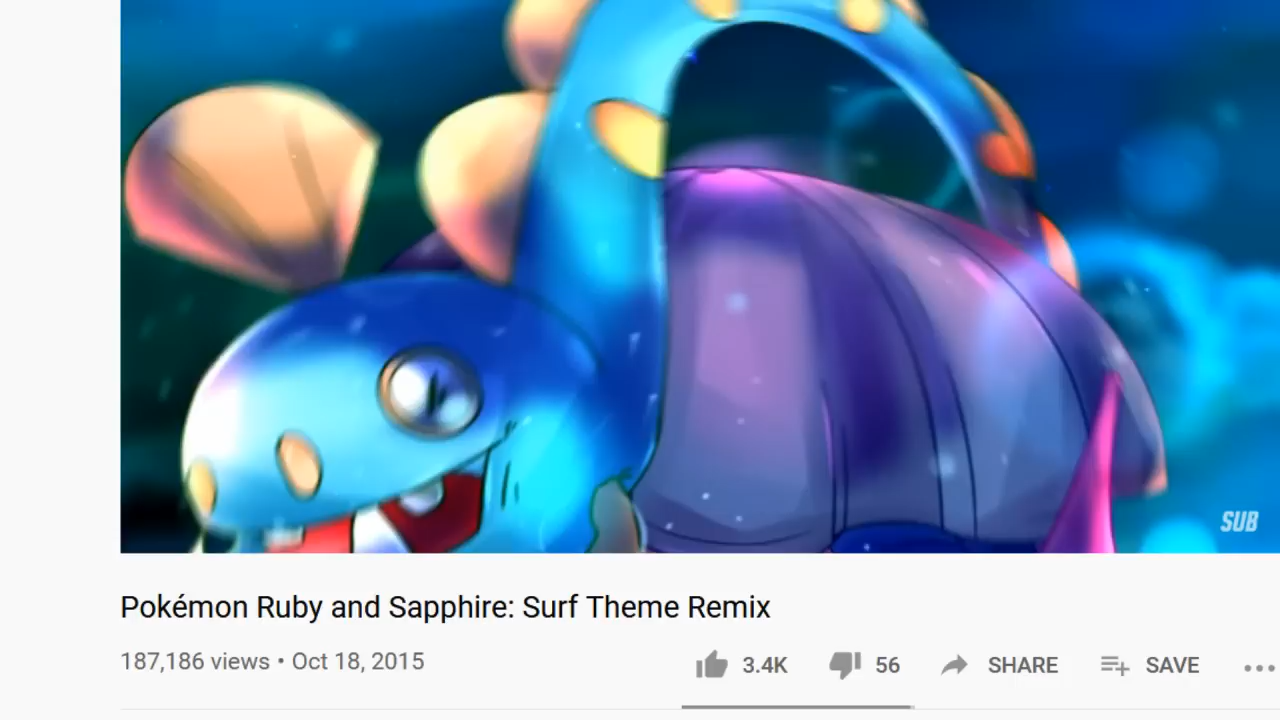 SUB
Pokémon Ruby and Sapphire: Surf Theme Remix
187,186 views • Oct 18, 2015
3.4K 56 SHARE SAVE